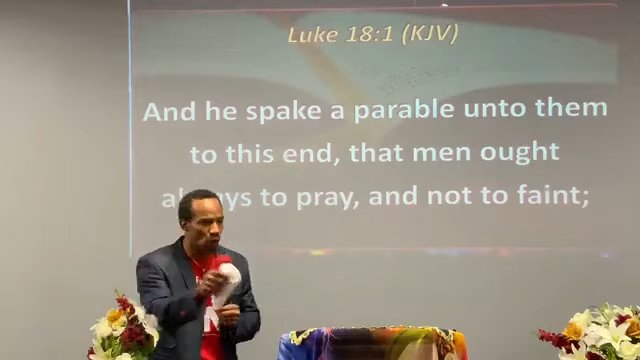 Luke 18:1 (KJV)
And he spake a parable unto them
to this end, that men ought
always to pray, and not to faint;